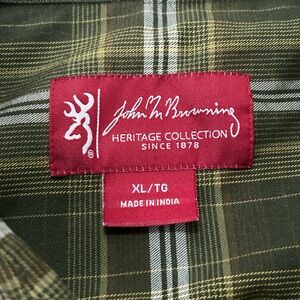 John M Browning
HERITAGE COLLECTION
SINCE 1878
®
XL/TG
MADE IN INDIA